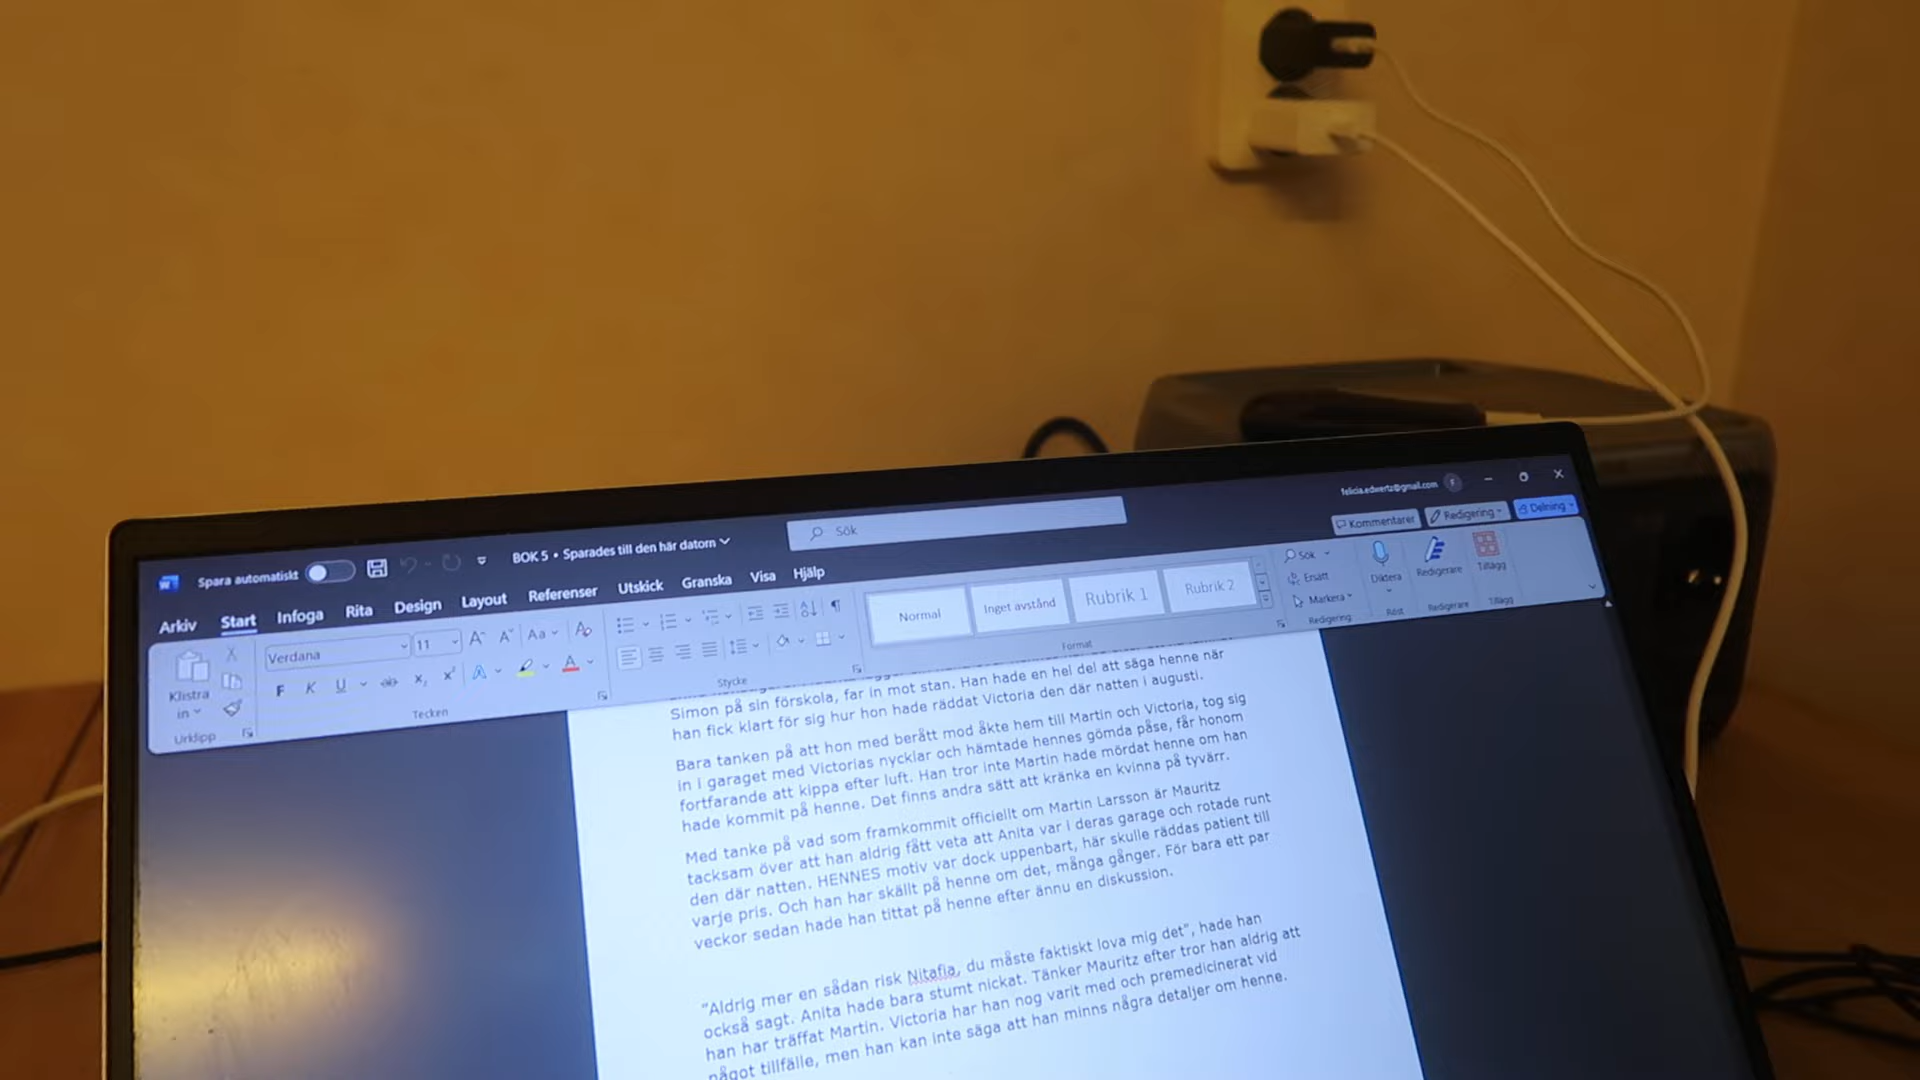 Spara automatiskt
BOK 5 • Sparades till den här datorn
Sök
felicia.edwertz@gmail.com
F
Arkiv Start Infoga Rita Design Layout Referenser Utskick Granska Visa Hjälp
Kommentarer Redigering Delning
Klistra in
Urklipp
Verdana 11
Aa
F K U
Tecken
Stycke
Normal Inget avstånd Rubrik 1 Rubrik 2
Format
Sök
Ersätt
Markera
Redigering
Diktera
Röst
Redigerare
Redigerare
Tillägg
Tillägg
Simon på sin förskola, far in mot stan. Han hade en hel del att säga henne när
han fick klart för sig hur hon hade räddat Victoria den där natten i augusti.
Bara tanken på att hon med berått mod åkte hem till Martin och Victoria, tog sig
in i garaget med Victorias nycklar och hämtade hennes gömda påse, får honom
fortfarande att kippa efter luft. Han tror inte Martin hade mördat henne om han
hade kommit på henne. Det finns andra sätt att kränka en kvinna på tyvärr.
Med tanke på vad som framkommit officiellt om Martin Larsson är Mauritz
tacksam över att han aldrig fått veta att Anita var i deras garage och rotade runt
den där natten. HENNES motiv var dock uppenbart, här skulle räddas patient till
varje pris. Och han har skällt på henne om det, många gånger. För bara ett par
veckor sedan hade han tittat på henne efter ännu en diskussion.
”Aldrig mer en sådan risk Nitafia, du måste faktiskt lova mig det”, hade han
också sagt. Anita hade bara stumt nickat. Tänker Mauritz efter tror han aldrig att
han har träffat Martin. Victoria har han nog varit med och premedicinerat vid
något tillfälle, men han kan inte säga att han minns några detaljer om henne.